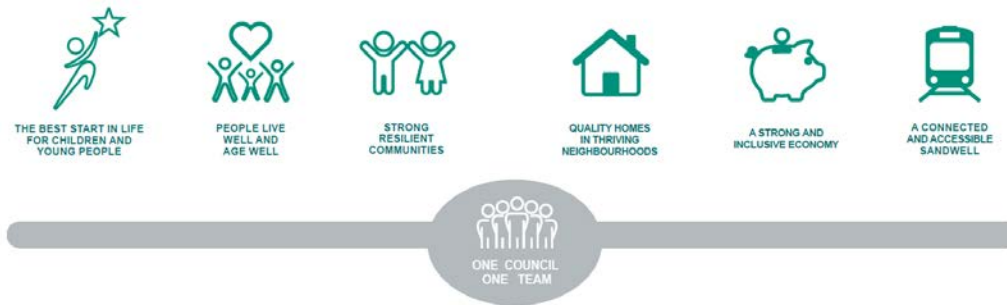 THE BEST START IN LIFE
FOR CHILDREN AND
YOUNG PEOPLE
PEOPLE LIVE
WELL AND
AGE WELL
STRONG
RESILIENT
COMMUNITIES
QUALITY HOMES
IN THRIVING
NEIGHBOURHOODS
A STRONG AND
INCLUSIVE ECONOMY
A CONNECTED
AND ACCESSIBLE
SANDWELL
ONE COUNCIL
ONE TEAM